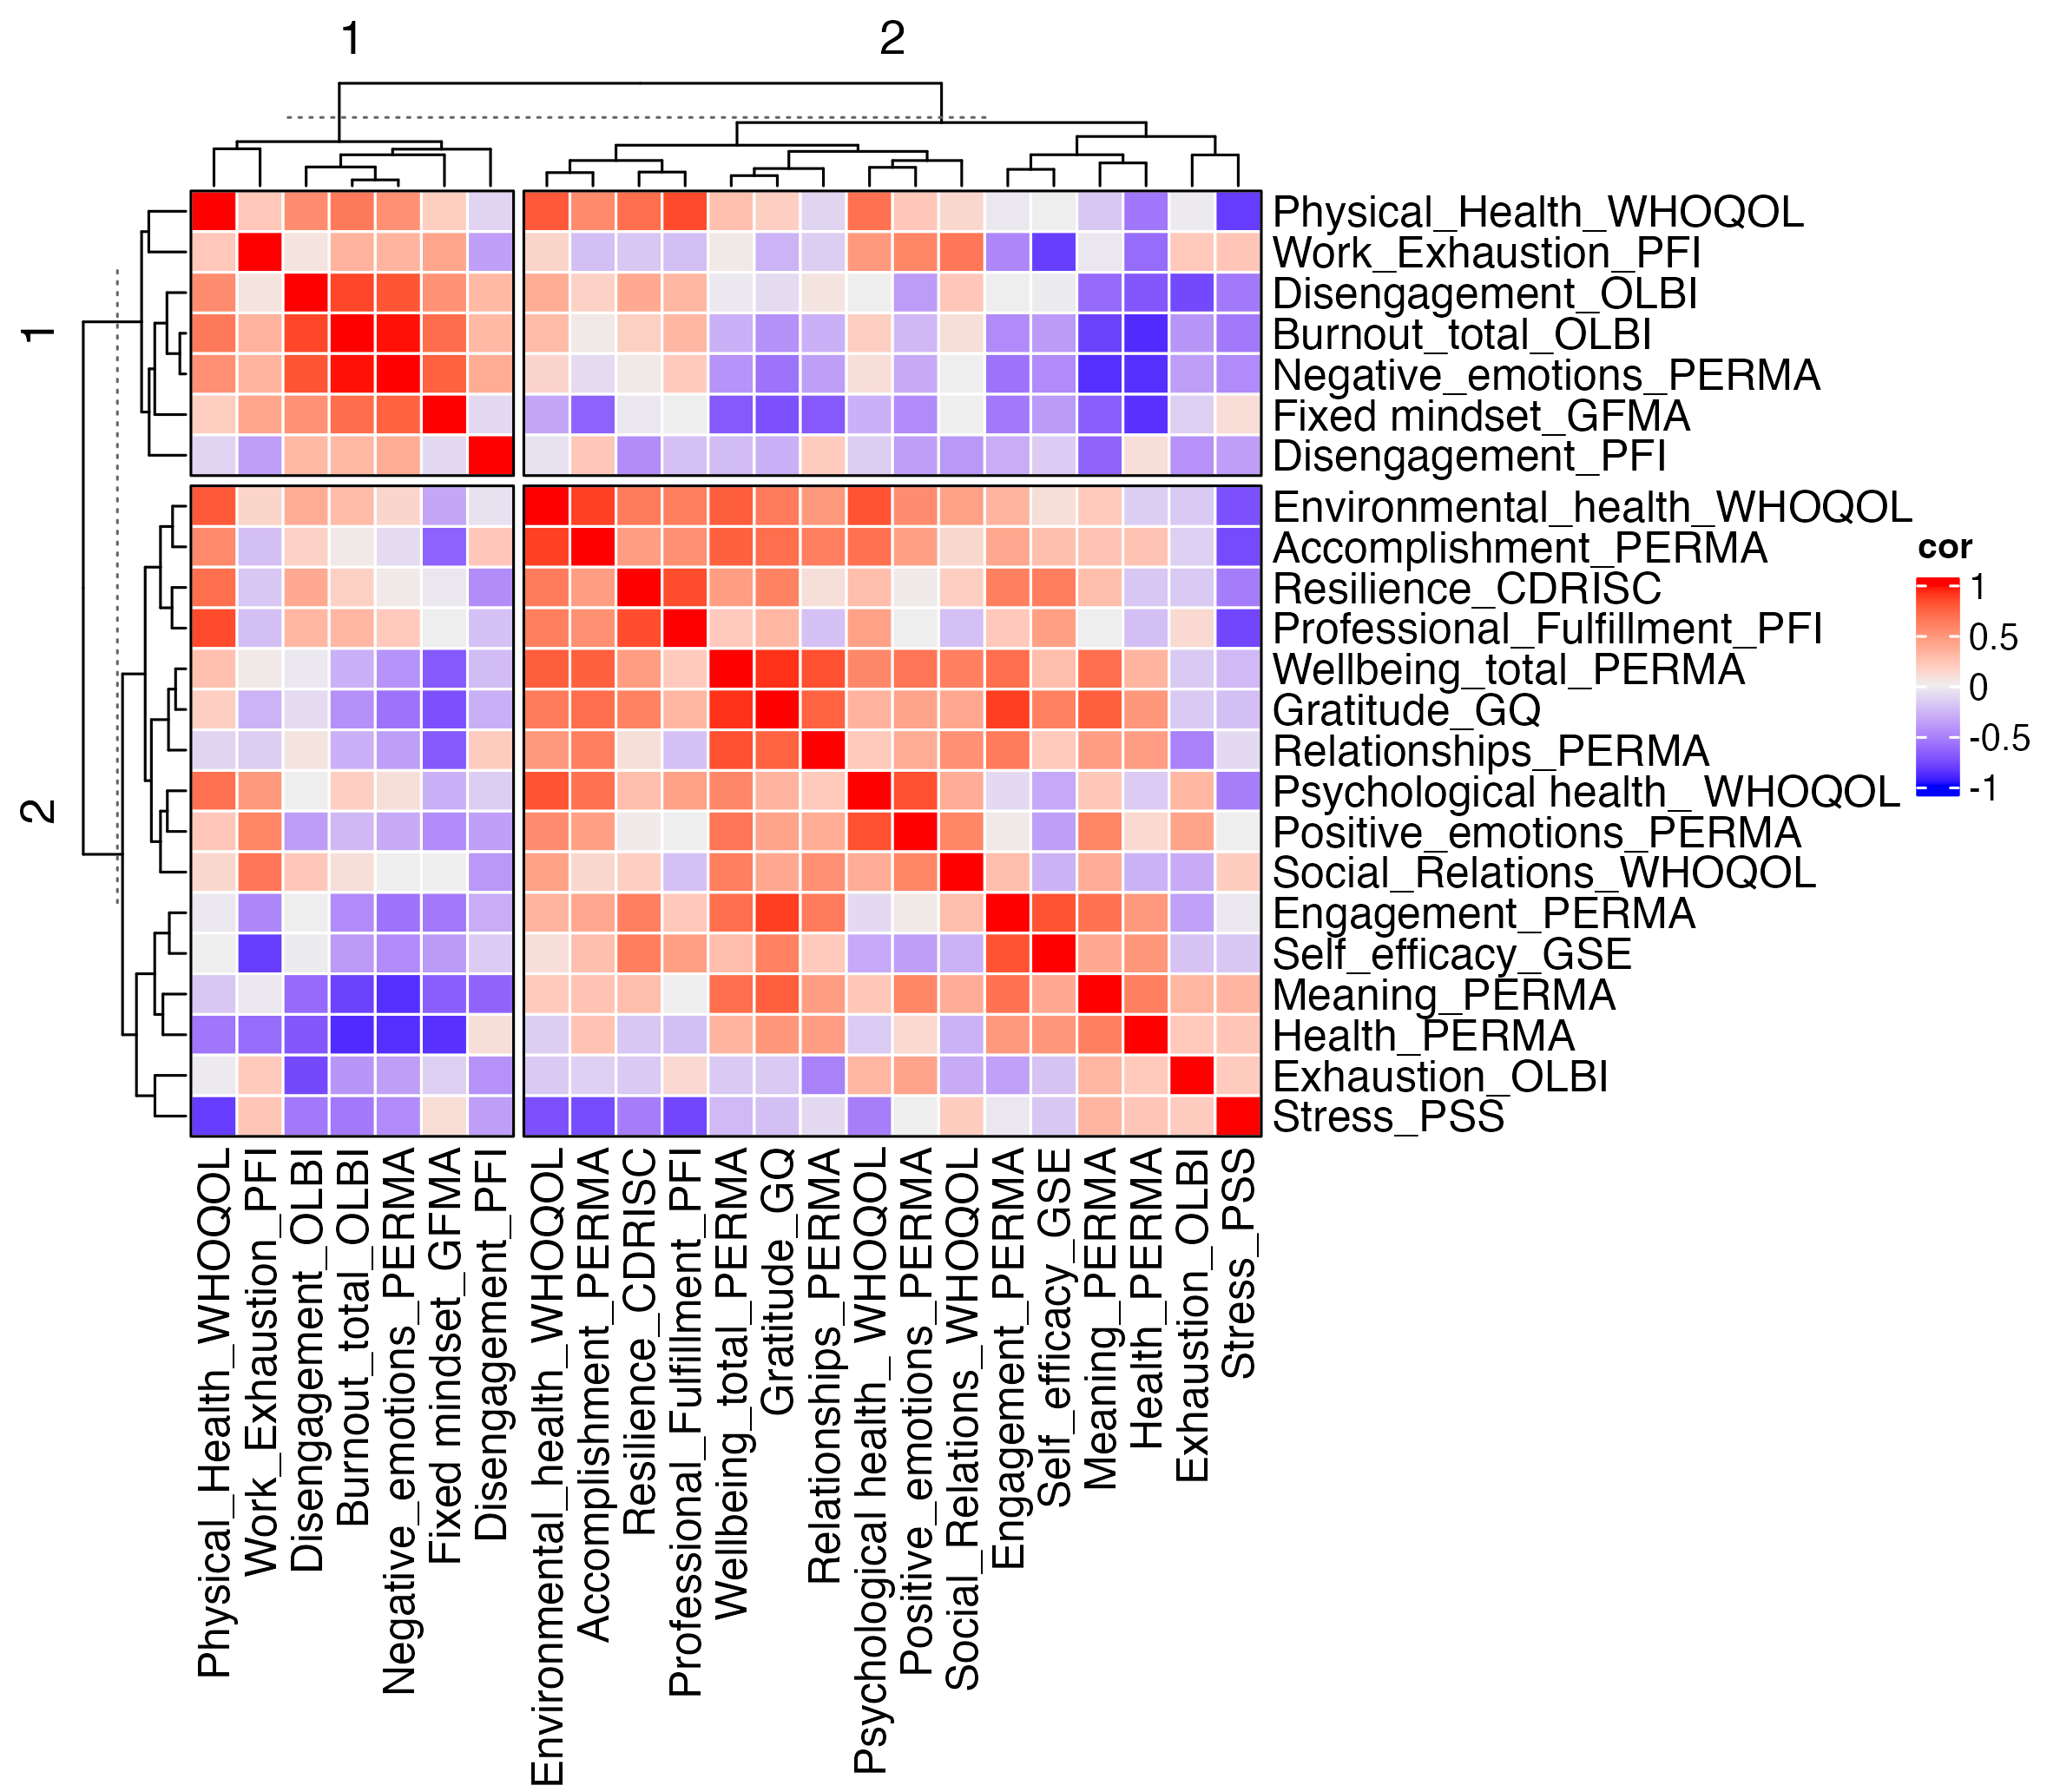 1
2
1
2
Physical_Health_WHOQOL
Work_Exhaustion_PFI
Disengagement_OLBI
Burnout_total_OLBI
Negative_emotions_PERMA
Fixed mindset_GFMA
Disengagement_PFI
Environmental_health_WHOQOL
Accomplishment_PERMA
Resilience_CDRISC
Professional_Fulfillment_PFI
Wellbeing_total_PERMA
Gratitude_GQ
Relationships_PERMA
Psychological health_ WHOQOL
Positive_emotions_PERMA
Social_Relations_WHOQOL
Engagement_PERMA
Self_efficacy_GSE
Meaning_PERMA
Health_PERMA
Exhaustion_OLBI
Stress_PSS
cor
1
0.5
0
-0.5
-1
Physical_Health_WHOQOL
Work_Exhaustion_PFI
Disengagement_OLBI
Burnout_total_OLBI
Negative_emotions_PERMA
Fixed mindset_GFMA
Disengagement_PFI
Environmental_health_WHOQOL
Accomplishment_PERMA
Resilience_CDRISC
Professional_Fulfillment_PFI
Wellbeing_total_PERMA
Gratitude_GQ
Relationships_PERMA
Psychological health_ WHOQOL
Positive_emotions_PERMA
Social_Relations_WHOQOL
Engagement_PERMA
Self_efficacy_GSE
Meaning_PERMA
Health_PERMA
Exhaustion_OLBI
Stress_PSS